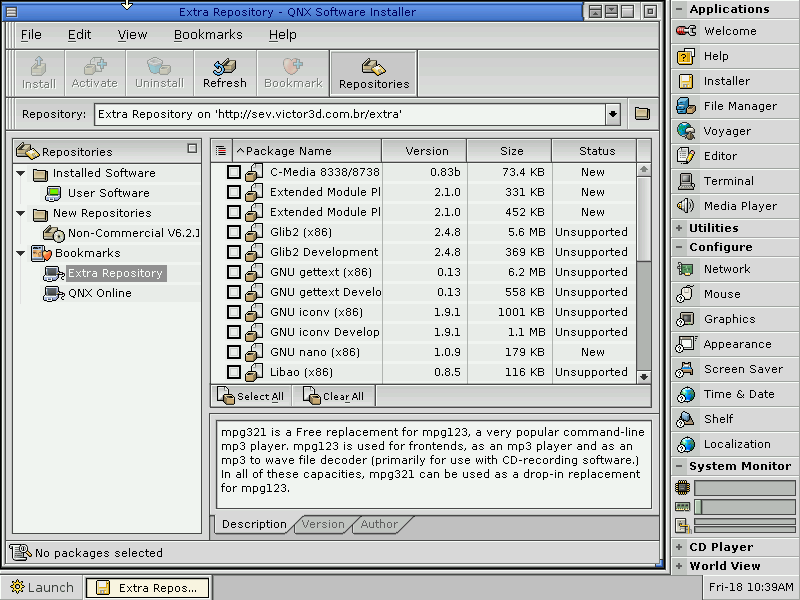 Extra Repository - QNX Software Installer
File Edit View Bookmarks Help
Install Activate Uninstall Refresh Bookmark Repositories
Repository: Extra Repository on 'http://sev.victor3d.com.br/extra'
Repositories
Installed Software
User Software
New Repositories
Non-Commercial V6.2.1
Bookmarks
Extra Repository
QNX Online
Package Name Version Size Status
C-Media 8338/8738 0.83b 73.4 KB New
Extended Module Pl 2.1.0 331 KB New
Extended Module Pl 2.1.0 452 KB New
Glib2 (x86) 2.4.8 5.6 MB Unsupported
Glib2 Development 2.4.8 369 KB Unsupported
GNU gettext (x86) 0.13 6.2 MB Unsupported
GNU gettext Develo 0.13 558 KB Unsupported
GNU iconv (x86) 1.9.1 1001 KB Unsupported
GNU iconv Develop 1.9.1 1.1 MB Unsupported
GNU nano (x86) 1.0.9 179 KB New
Libao (x86) 0.8.5 116 KB Unsupported
Select All Clear All
mpg321 is a Free replacement for mpg123, a very popular command-line
mp3 player. mpg123 is used for frontends, as an mp3 player and as an
mp3 to wave file decoder (primarily for use with CD-recording software.)
In all of these capacities, mpg321 can be used as a drop-in replacement
for mpg123.
Description Version Author
No packages selected
Applications
Welcome
Help
Installer
File Manager
Voyager
Editor
Terminal
Media Player
Utilities
Configure
Network
Mouse
Graphics
Appearance
Screen Saver
Time & Date
Shelf
Localization
System Monitor
CD Player
World View
Launch Extra Repos... Fri-18 10:39AM